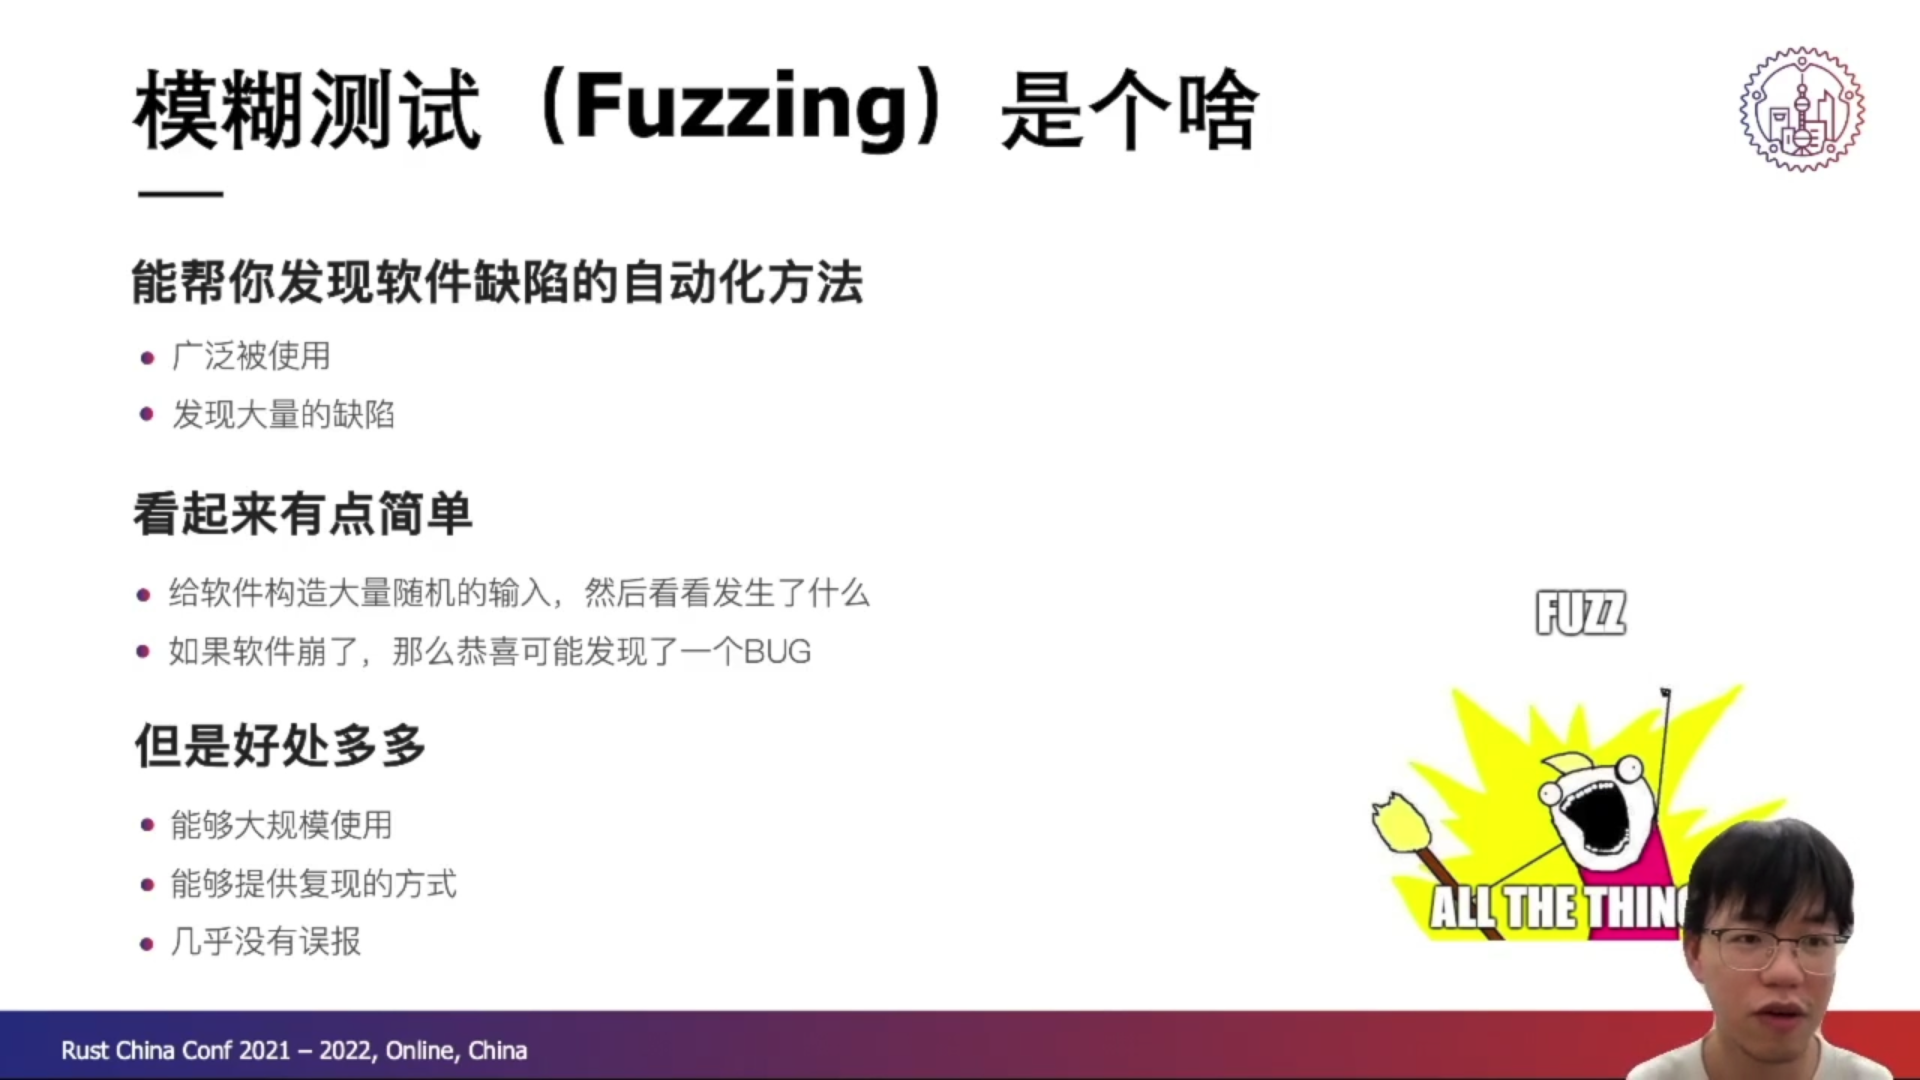 模糊测试（Fuzzing）是个啥
能帮你发现软件缺陷的自动化方法
广泛被使用
发现大量的缺陷
看起来有点简单
给软件构造大量随机的输入，然后看看发生了什么
如果软件崩了，那么恭喜可能发现了一个BUG
但是好处多多
能够大规模使用
能够提供复现的方式
几乎没有误报
FUZZ
ALL THE THING
Rust China Conf 2021 – 2022, Online, China